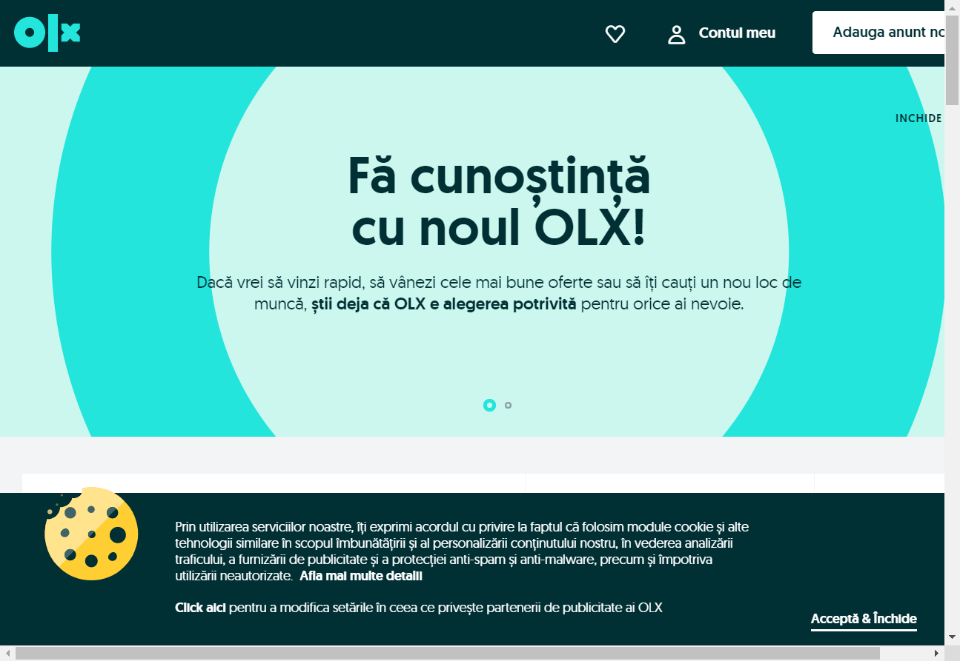 olx
Contul meu
Adauga anunt no
INCHIDE
Fă cunoștință
cu noul OLX!
Dacă vrei să vinzi rapid, să vânezi cele mai bune oferte sau să îți cauți un nou loc de
muncă, știi deja că OLX e alegerea potrivită pentru orice ai nevoie.
Prin utilizarea serviciilor noastre, îți exprimi acordul cu privire la faptul că folosim module cookie și alte
tehnologii similare în scopul îmbunătățirii și al personalizării conținutului nostru, în vederea analizării
traficului, a furnizării de publicitate și a protecției anti-spam și anti-malware, precum și împotriva
utilizării neautorizate. Afla mai multe detalii
Click aici pentru a modifica setările în ceea ce privește partenerii de publicitate ai OLX
Acceptă & Închide